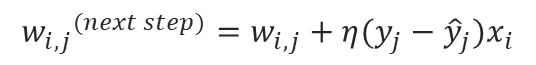 w_{i,j}^{(next step)} = w_{i,j} + η(y_j − ŷ_j)x_i